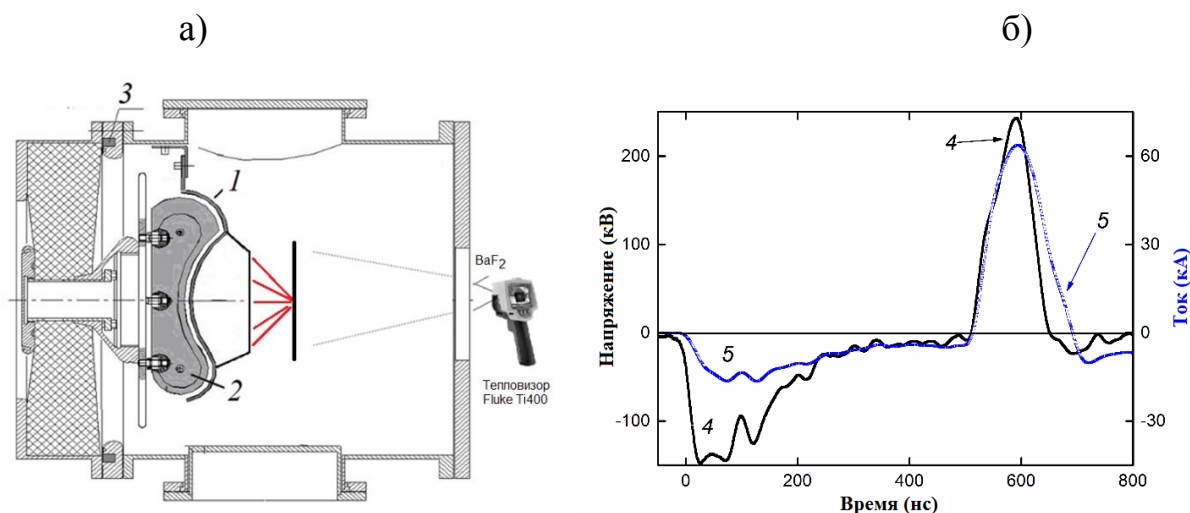 а)
б)
3
1
2
BaF2
Тепловизор
Fluke Ti400
Напряжение (кВ)
200
100
0
-100
4
5
5
4
60
30
0
-30
Ток (кА)
0 200 400 600 800
Время (нс)